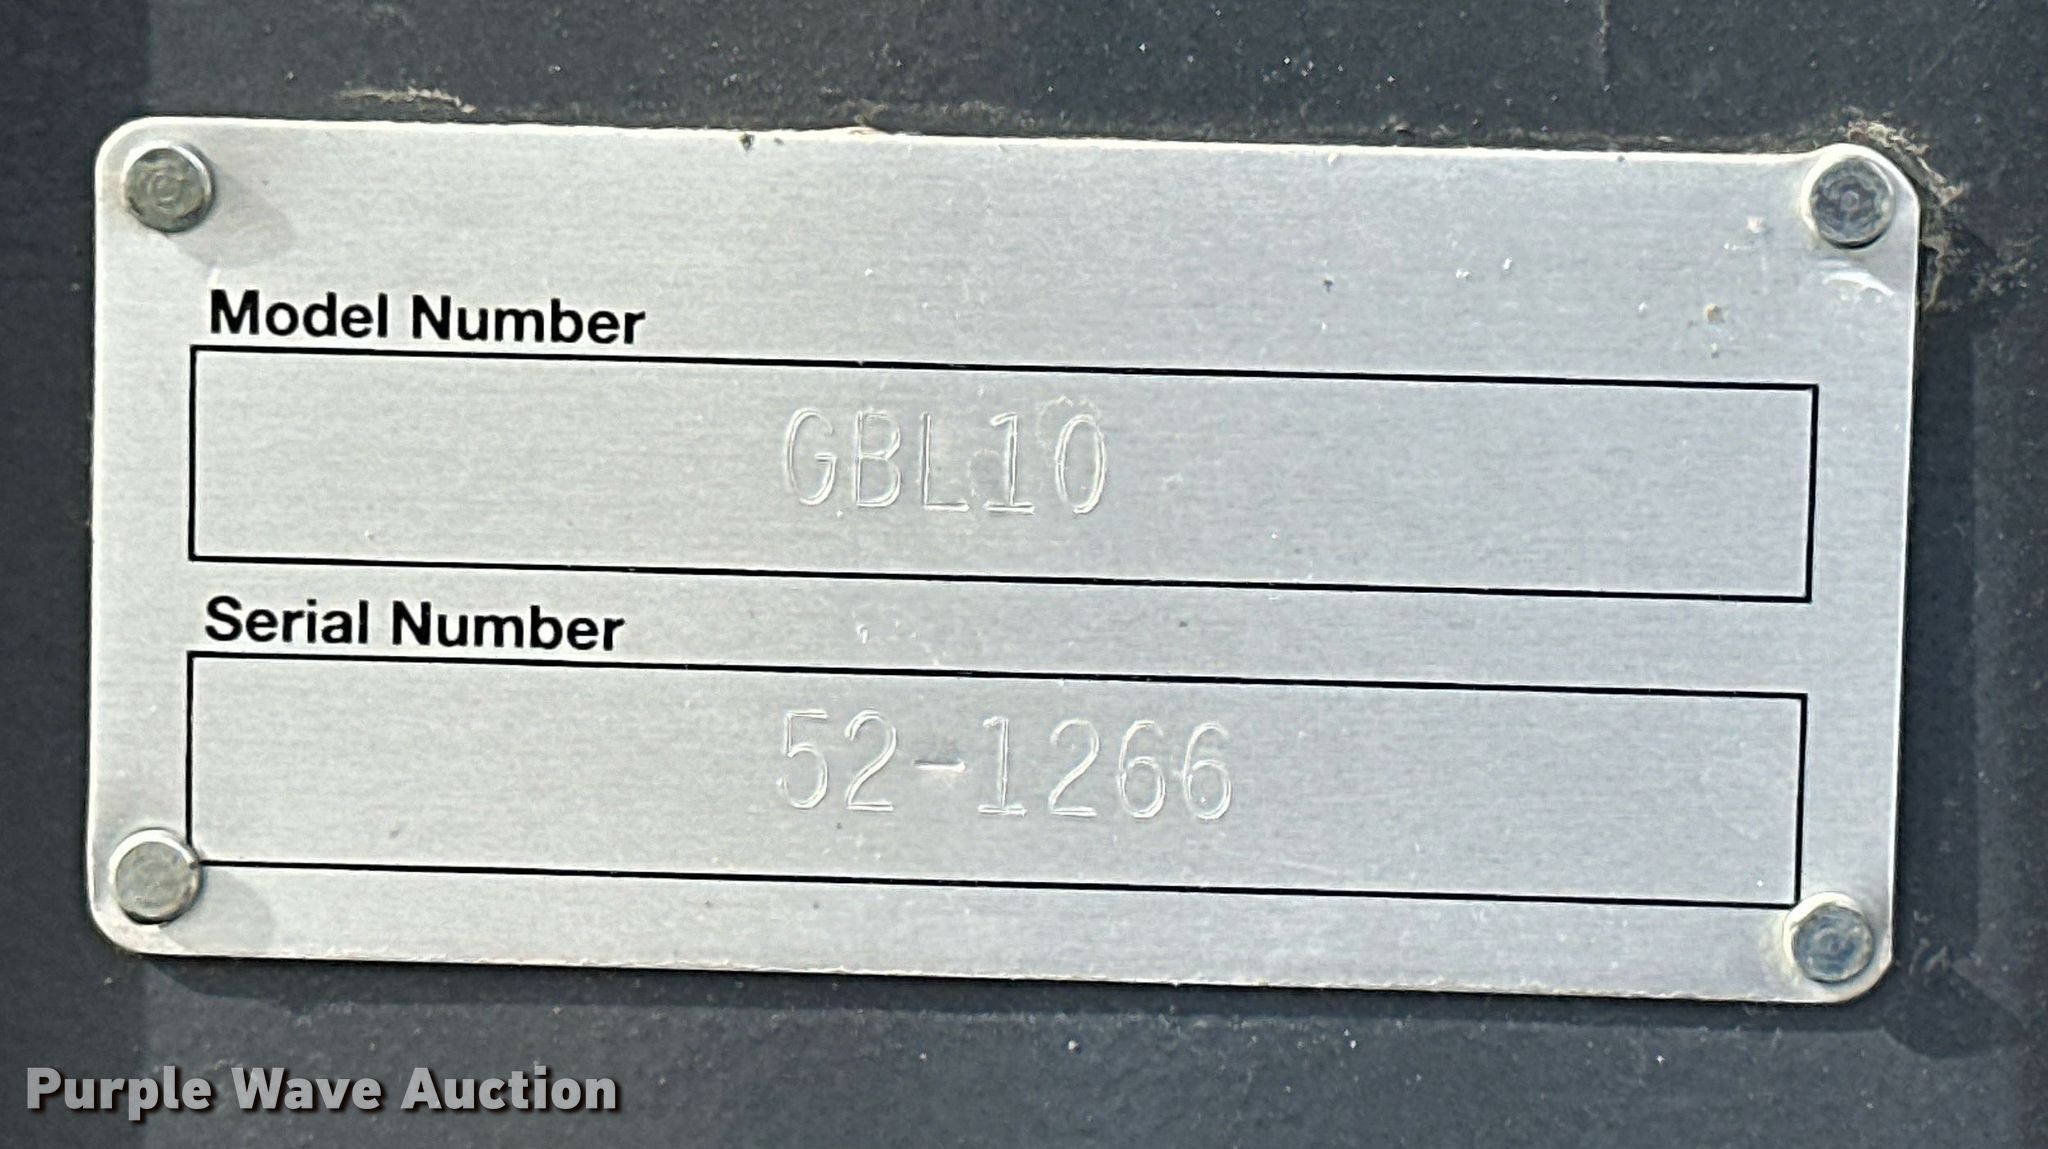 Model Number
GBL10
Serial Number
52-1266
Purple Wave Auction